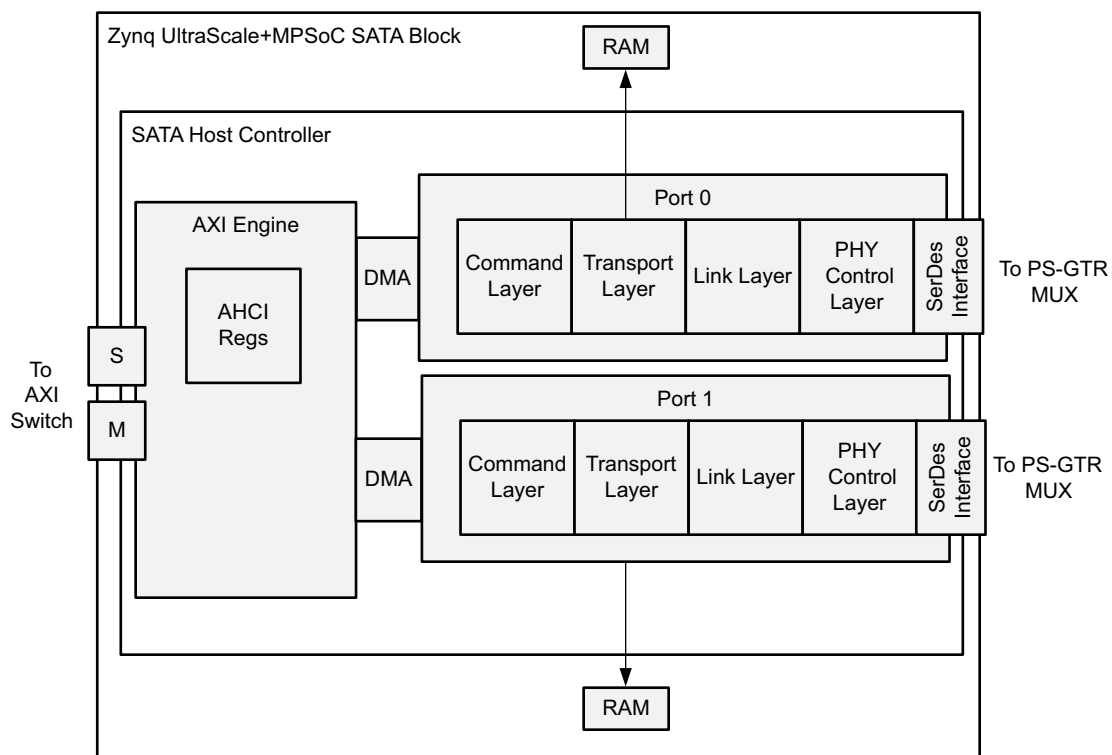 Zynq UltraScale+MPSoC SATA Block
RAM
SATA Host Controller
Port 0
AXI Engine
AHCI
Regs
DMA
Command
Layer
Transport
Layer
Link Layer
PHY
Control
Layer
SerDes
Interface
To PS-GTR
MUX
To
AXI
Switch
S
M
Port 1
DMA
Command
Layer
Transport
Layer
Link Layer
PHY
Control
Layer
SerDes
Interface
To PS-GTR
MUX
RAM